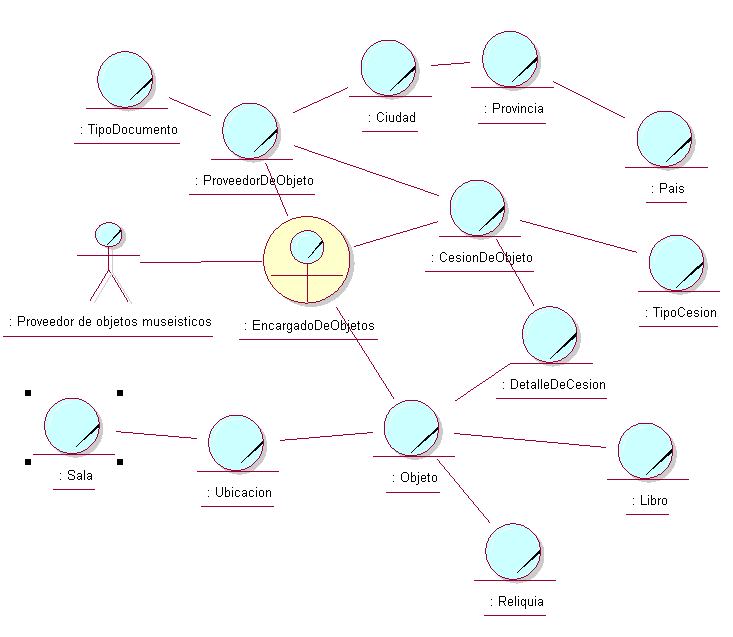 : Ciudad
: Provincia
: TipoDocumento
: ProveedorDeObjeto
: Pais
: CesionDeObjeto
: TipoCesion
: Proveedor de objetos museisticos
: EncargadoDeObjetos
: DetalleDeCesion
: Sala
: Ubicacion
: Objeto
: Libro
: Reliquia